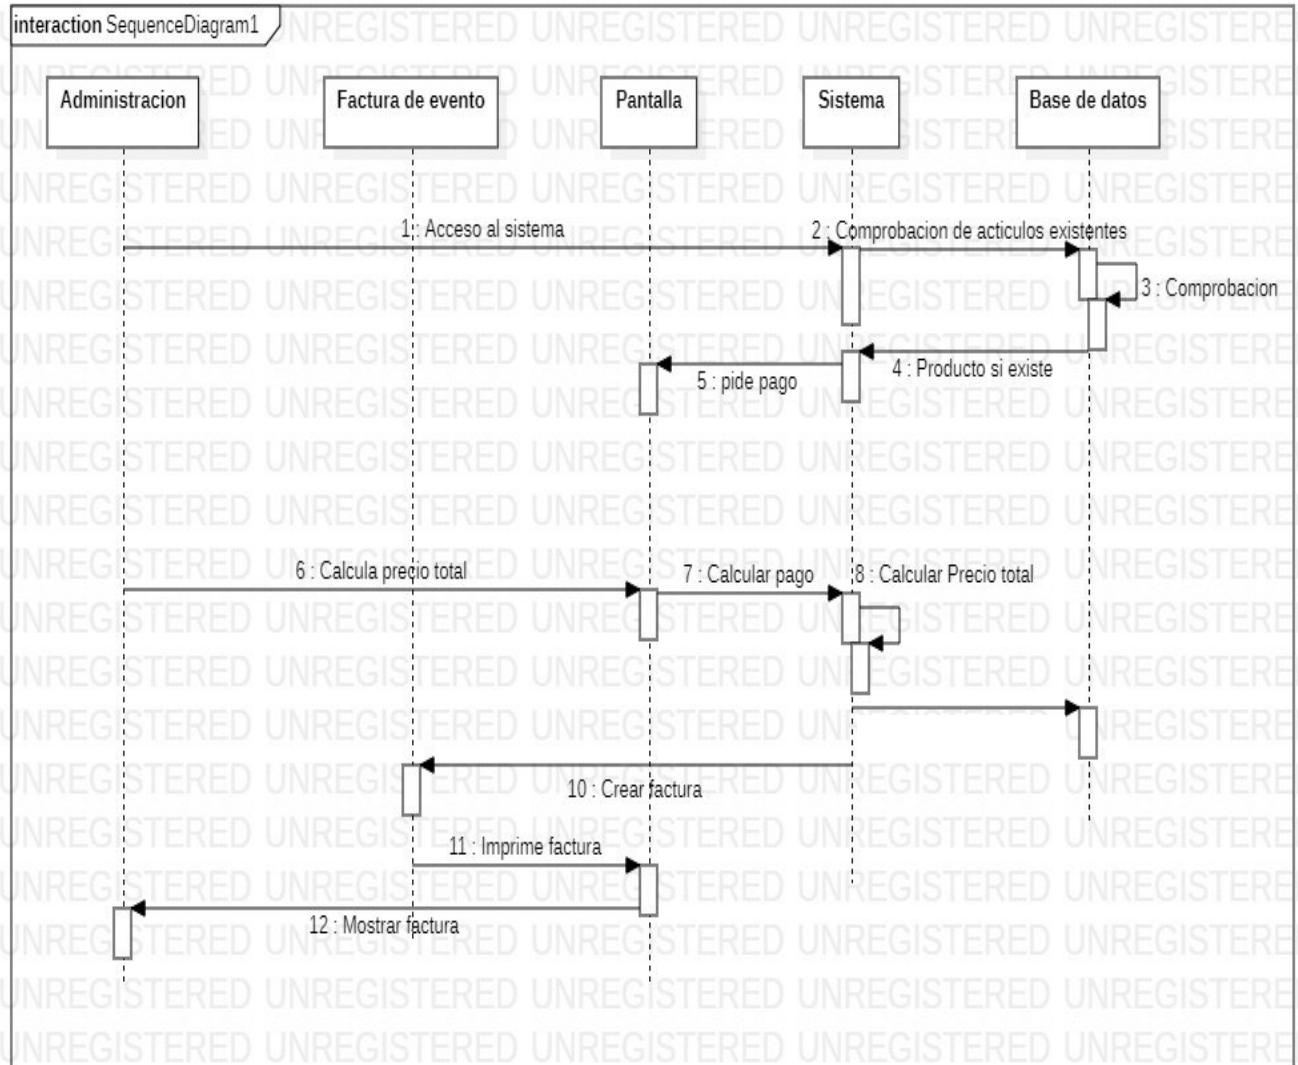 interaction SequenceDiagram1
Administracion
Factura de evento
Pantalla
Sistema
Base de datos
1 : Acceso al sistema
2 : Comprobacion de acticulos existentes
3 : Comprobacion
4 : Producto si existe
5 : pide pago
6 : Calcula precio total
7 : Calcular pago
8 : Calcular Precio total
10 : Crear factura
11 : Imprime factura
12 : Mostrar factura
UNREGISTERED